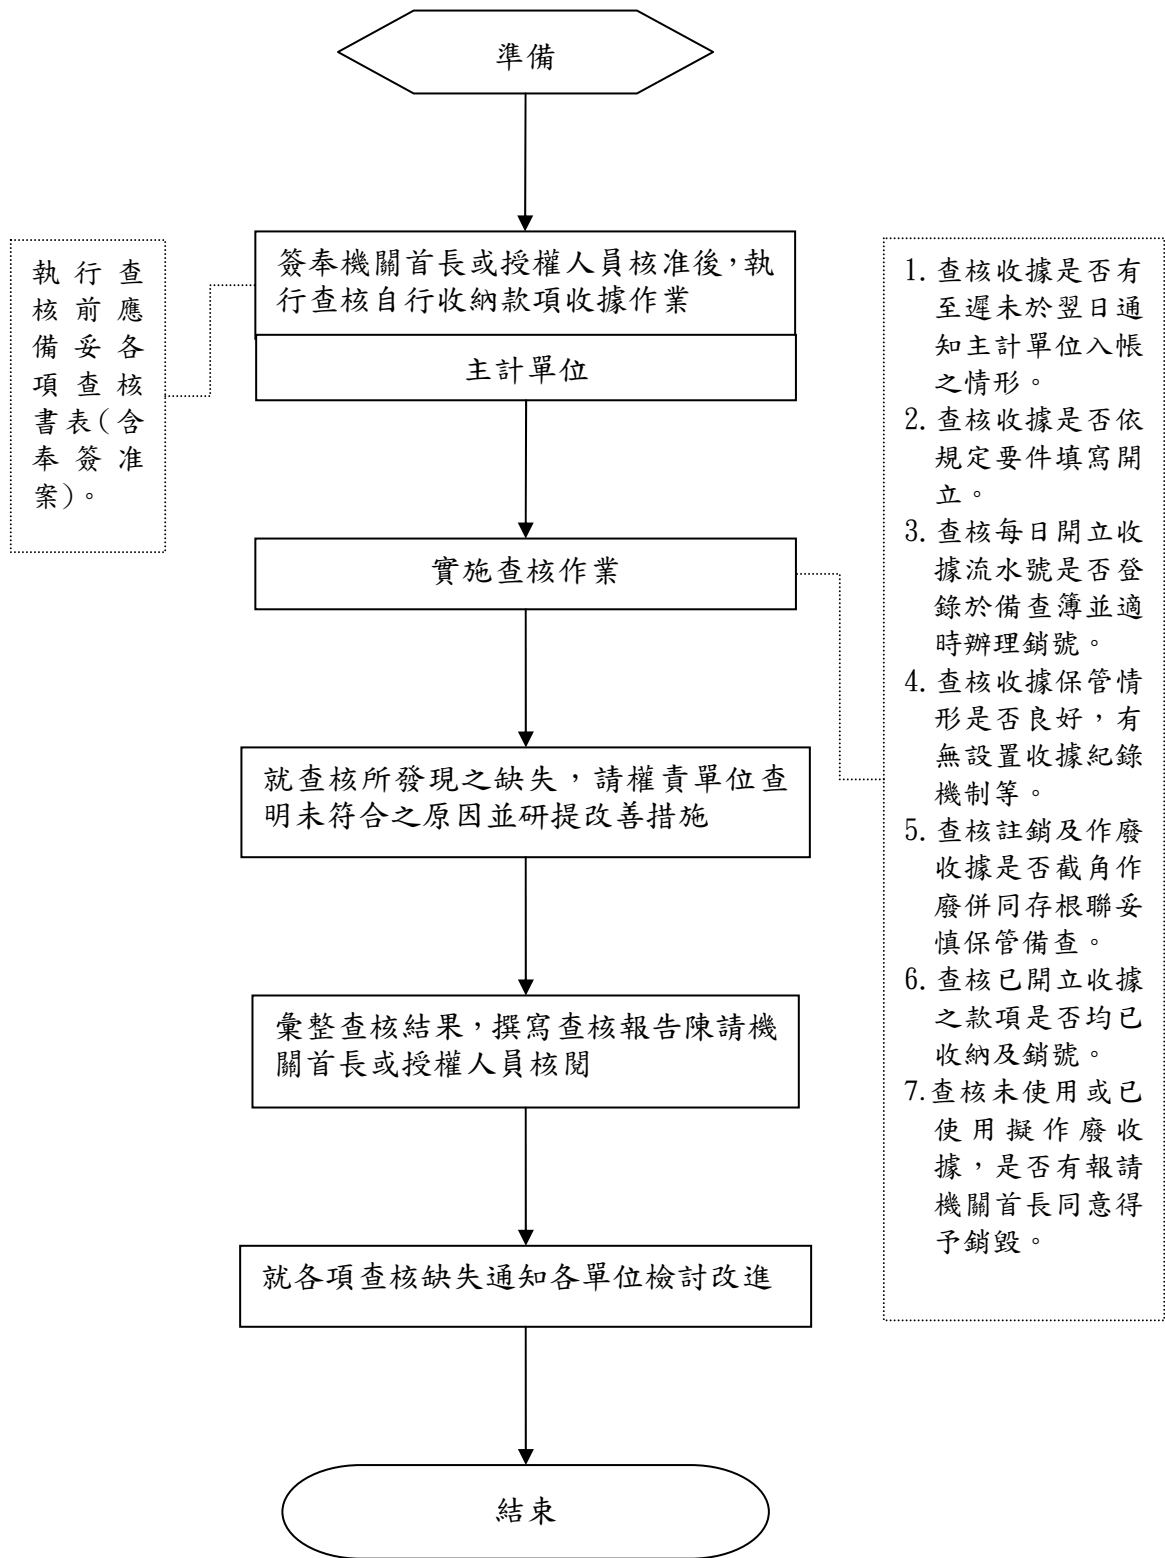 準備
簽奉機關首長或授權人員核准後，執
行查核自行收納款項收據作業
主計單位
執行查
核前應
備妥各
項查核
書表(含
奉簽准
案)。
實施查核作業
1. 查核收據是否有
至遲未於翌日通
知主計單位入帳
之情形。
2. 查核收據是否依
規定要件填寫開
立。
3. 查核每日開立收
據流水號是否登
錄於備查簿並適
時辦理銷號。
4. 查核收據保管情
形是否良好，有
無設置收據紀錄
機制等。
5. 查核註銷及作廢
收據是否截角作
廢併同存根聯妥
慎保管備查。
6. 查核已開立收據
之款項是否均已
收納及銷號。
7.查核未使用或已
使用擬作廢收
據，是否有報請
機關首長同意得
予銷毀。
就查核所發現之缺失，請權責單位查
明未符合之原因並研提改善措施
彙整查核結果，撰寫查核報告陳請機
關首長或授權人員核閱
就各項查核缺失通知各單位檢討改進
結束